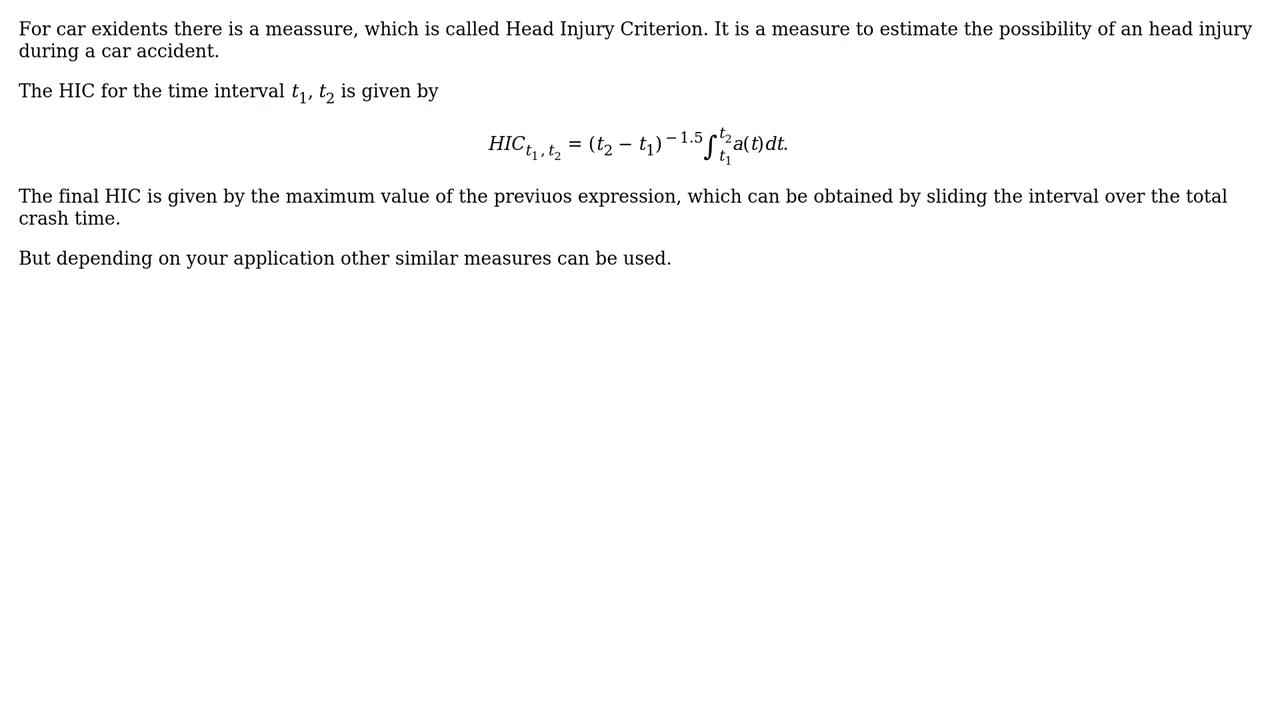 For car exidents there is a meassure, which is called Head Injury Criterion. It is a measure to estimate the possibility of an head injury
during a car accident.
The HIC for the time interval t₁, t₂ is given by
HIC_{t₁, t₂} = (t₂ − t₁)^{−1.5} ∫_{t₁}^{t₂} a(t)dt.
The final HIC is given by the maximum value of the previuos expression, which can be obtained by sliding the interval over the total
crash time.
But depending on your application other similar measures can be used.